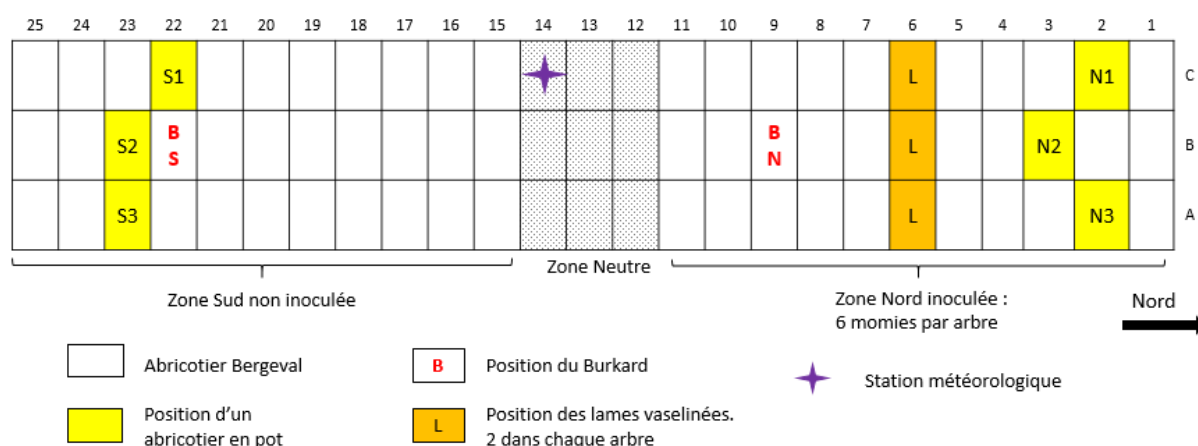 25 24 23 22 21 20 19 18 17 16 15 14 13 12 11 10 9 8 7 6 5 4 3 2 1
S1 L N1 C
S2 B L N2 B
S B
N
S3 L N3 A
Zone Neutre
Zone Sud non inoculée
Zone Nord inoculée :
6 momies par arbre
Nord
Abricotier Bergeval
B Position du Burkard
Station météorologique
Position d’un
abricotier en pot
L Position des lames vaselinées.
2 dans chaque arbre